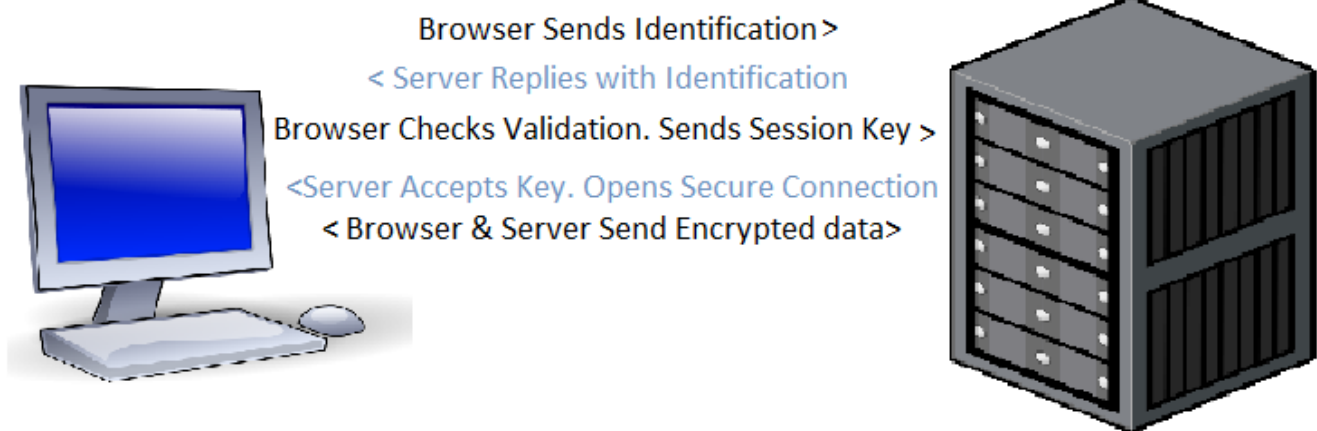 Browser Sends Identification>
< Server Replies with Identification
Browser Checks Validation. Sends Session Key >
<Server Accepts Key. Opens Secure Connection
< Browser & Server Send Encrypted data>